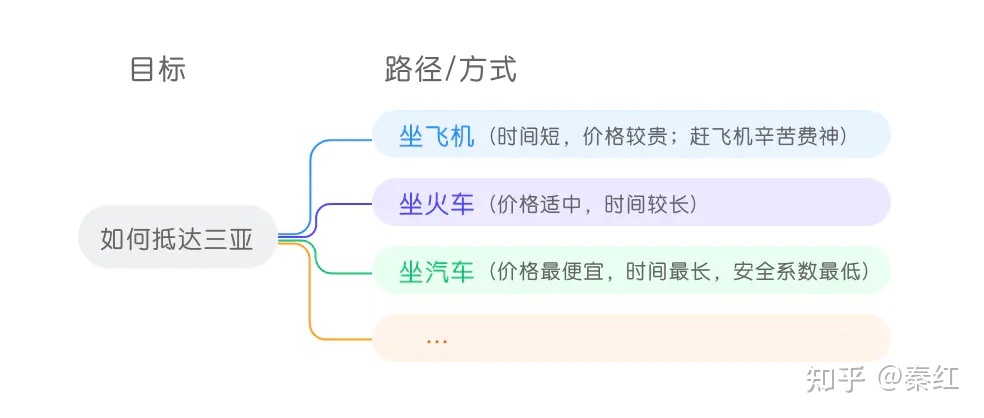 目标
路径/方式
坐飞机（时间短，价格较贵；赶飞机辛苦费神）
坐火车（价格适中，时间较长）
如何抵达三亚
坐汽车（价格最便宜，时间最长，安全系数最低）
...
知乎 @秦红